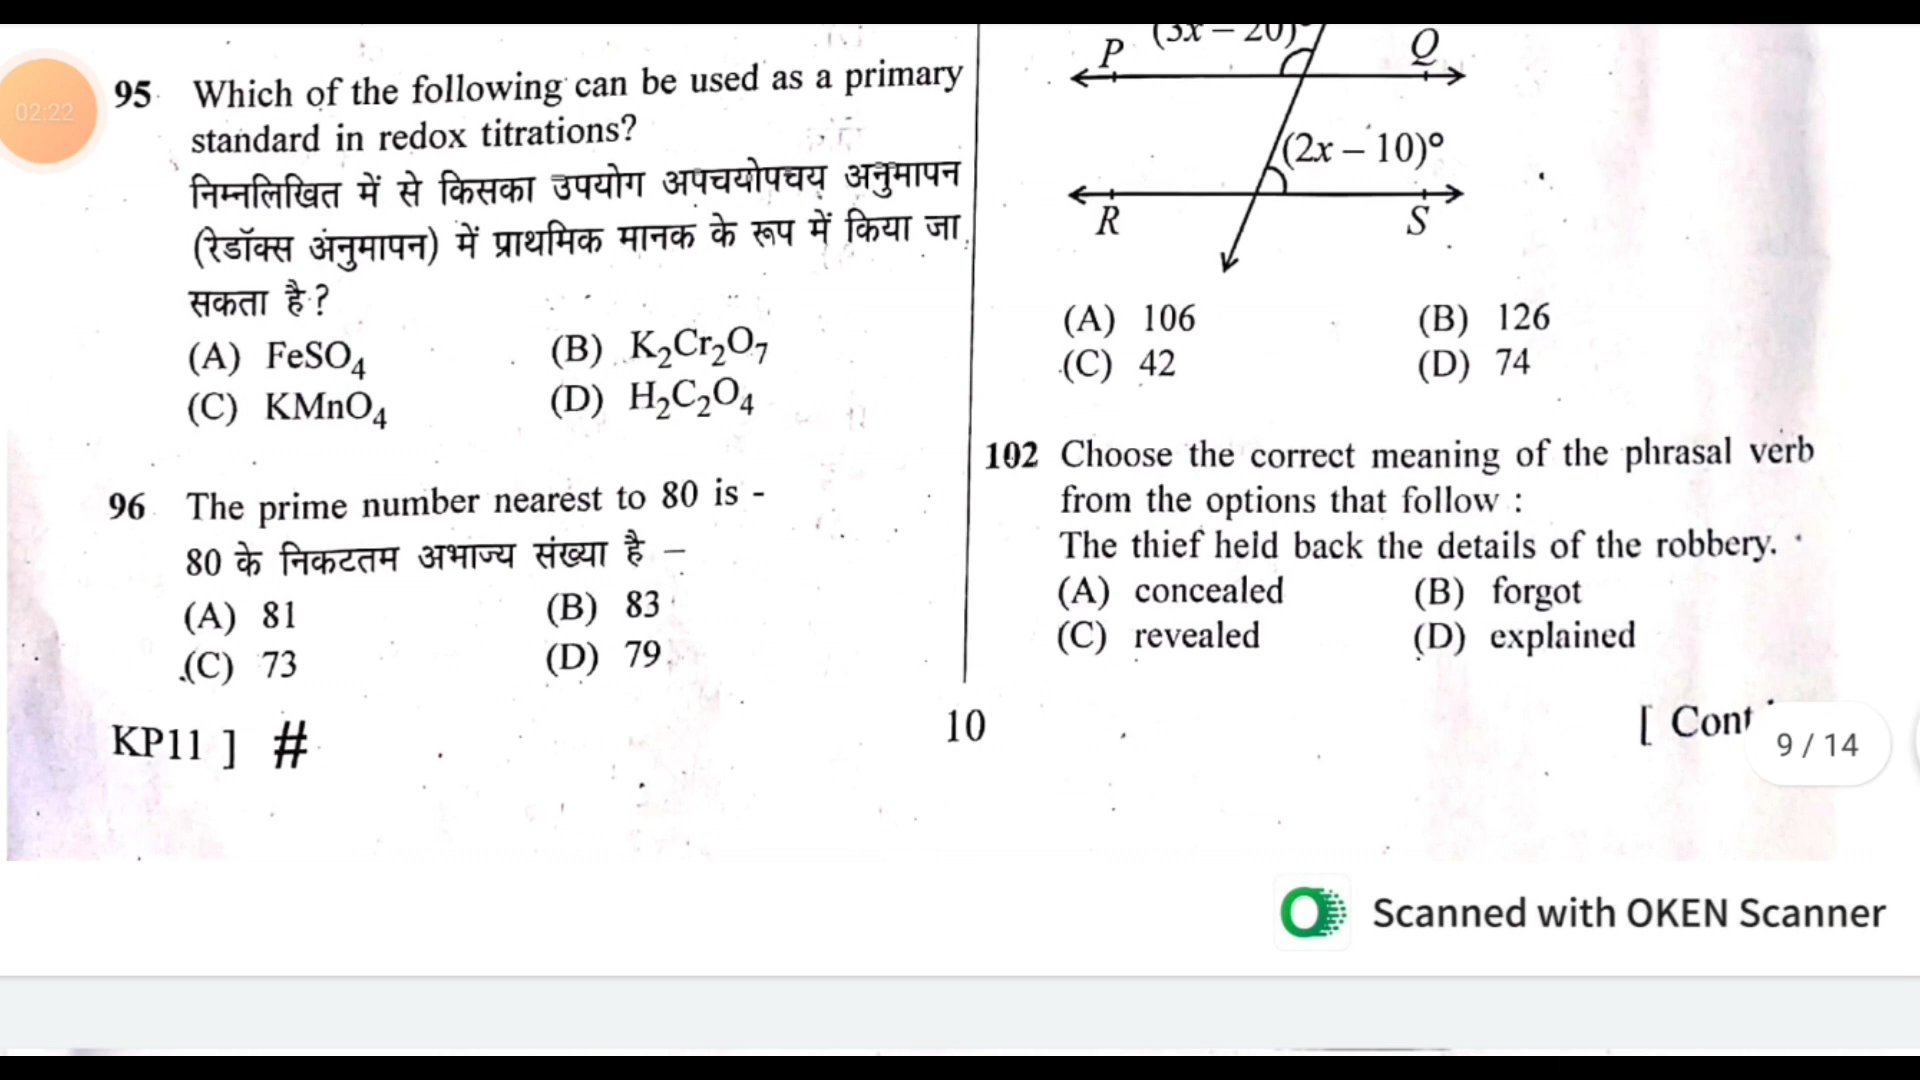 02:22
95 Which of the following can be used as a primary
standard in redox titrations?
निम्नलिखित में से किसका उपयोग अपचयोपचय अनुमापन
(रेडॉक्स अंनुमापन) में प्राथमिक मानक के रूप में किया जा
सकता है ?
(A) FeSO4 (B) K2Cr2O7
(C) KMnO4 (D) H2C2O4
96 The prime number nearest to 80 is -
80 के निकटतम अभाज्य संख्या है –
(A) 81 (B) 83
(C) 73 (D) 79
KP11 ] #
(3x – 20)°
P Q
(2x – 10)°
R S
(A) 106 (B) 126
(C) 42 (D) 74
102 Choose the correct meaning of the phrasal verb
from the options that follow :
The thief held back the details of the robbery.
(A) concealed (B) forgot
(C) revealed (D) explained
10
[ Cont
9 / 14
Scanned with OKEN Scanner